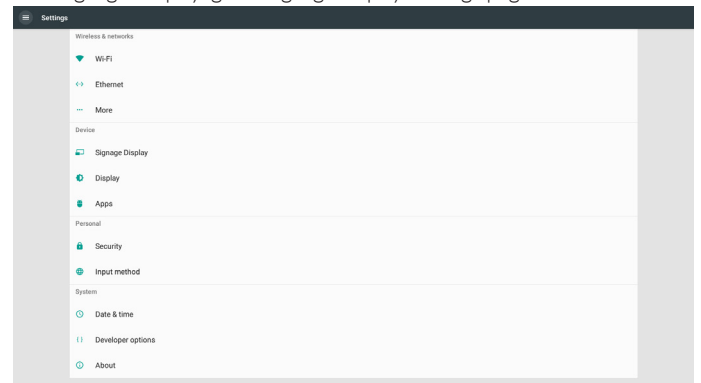 Settings
Wireless & networks
Wi-Fi
Ethernet
More
Device
Signage Display
Display
Apps
Personal
Security
Input method
System
Date & time
Developer options
About